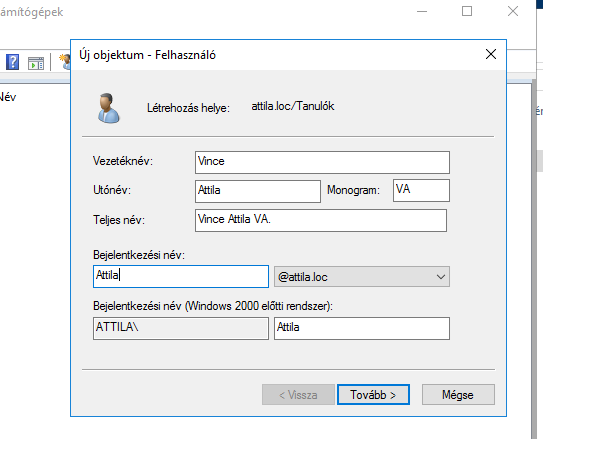 ámítógépek
Név
Új objektum - Felhasználó
Létrehozás helye: attila.loc/Tanulók
Vezetéknév: Vince
Utónév: Attila Monogram: VA
Teljes név: Vince Attila VA.
Bejelentkezési név:
Attila @attila.loc
Bejelentkezési név (Windows 2000 előtti rendszer):
ATTILA\ Attila
< Vissza Tovább > Mégse